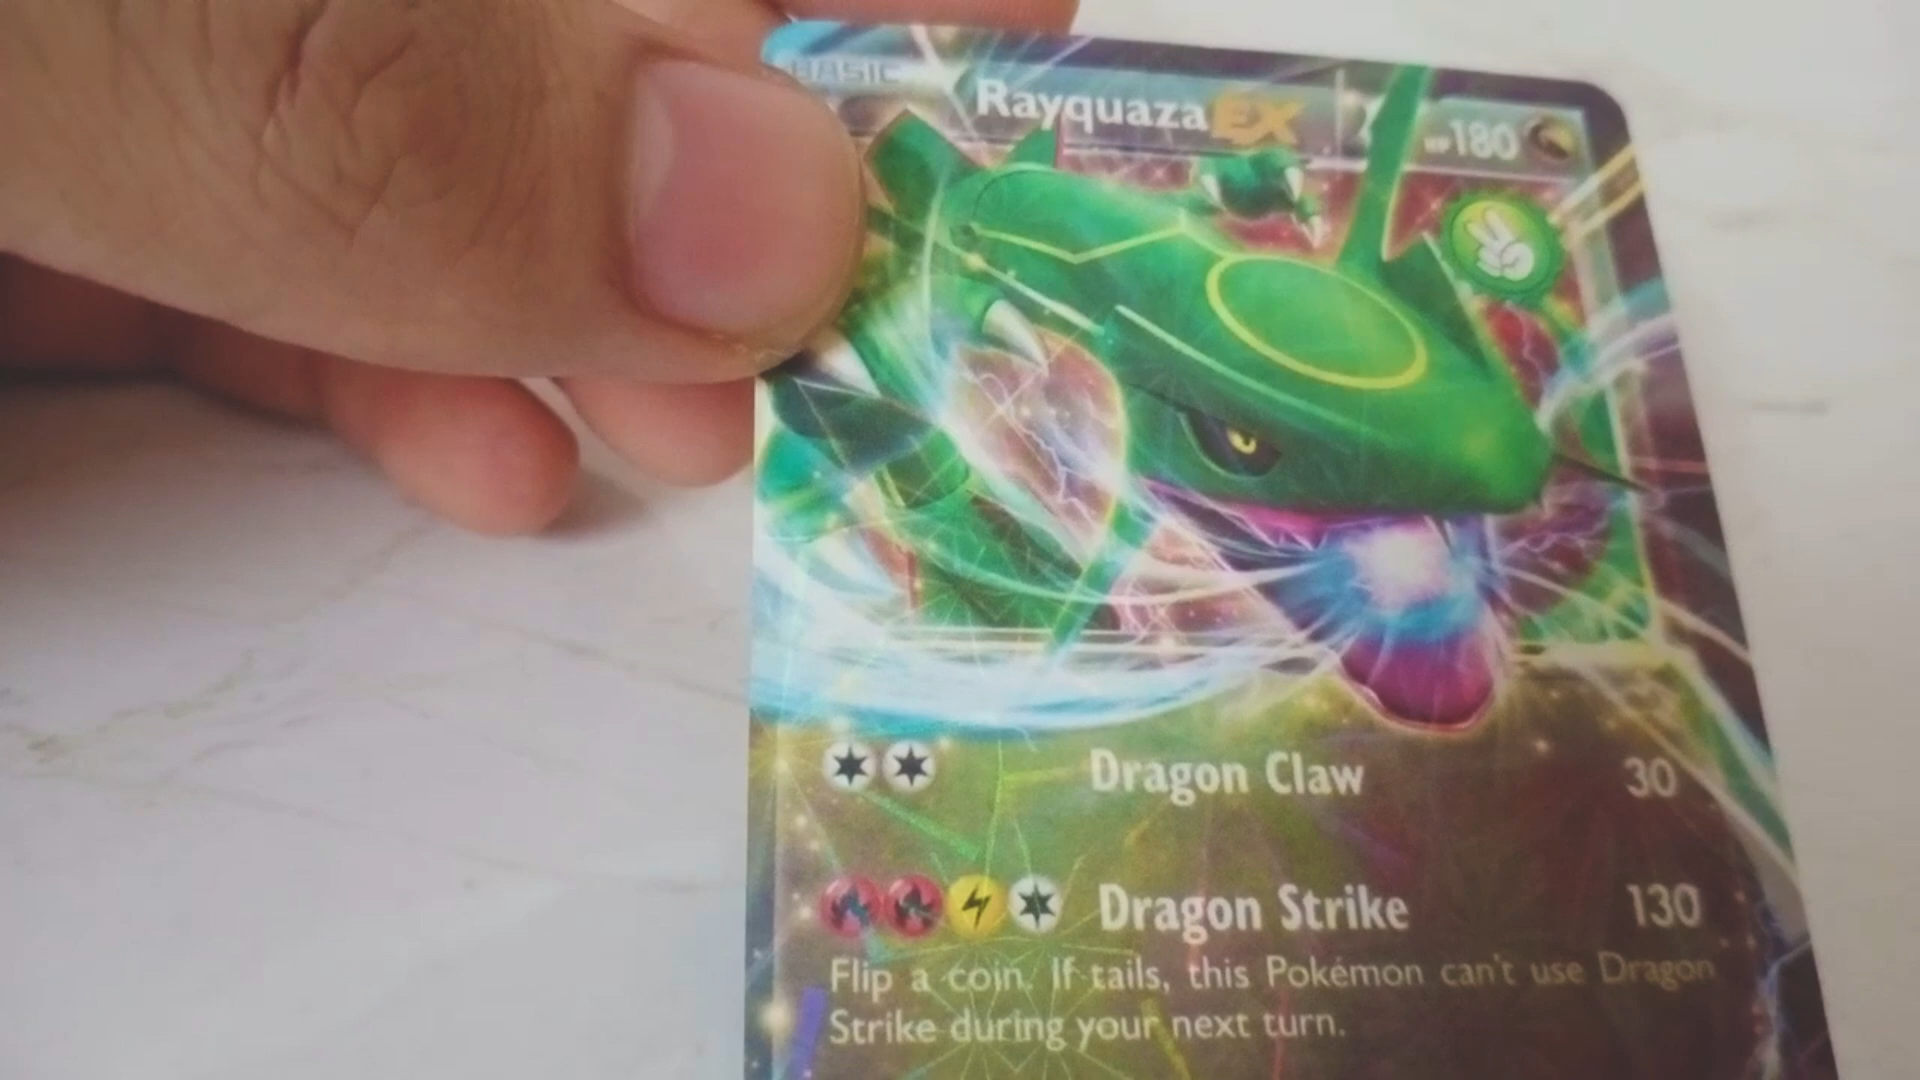 BASIC
Rayquaza EX
HP180
Dragon Claw 30
Dragon Strike 130
Flip a coin. If tails, this Pokémon can't use Dragon
Strike during your next turn.